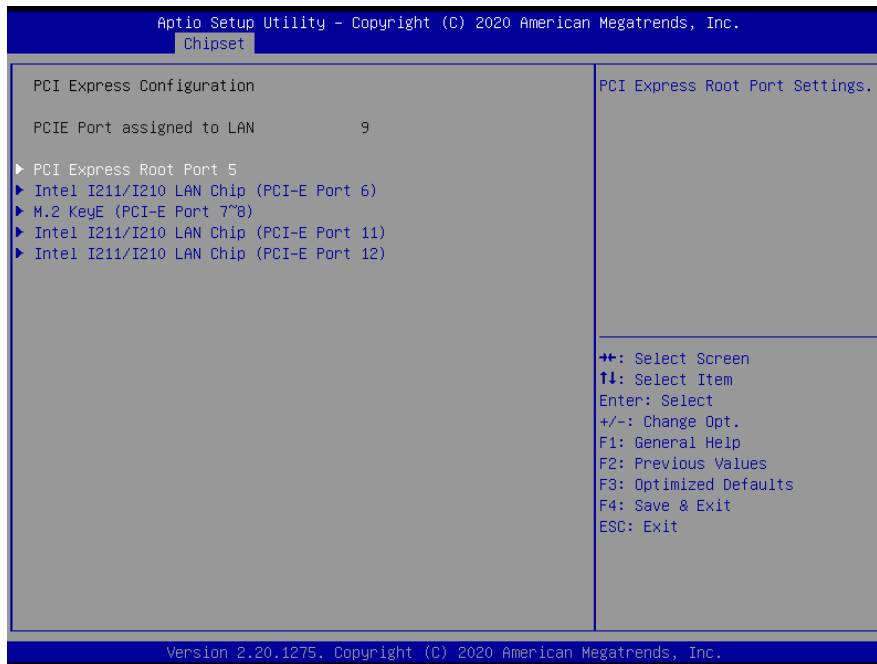 Aptio Setup Utility – Copyright (C) 2020 American Megatrends, Inc.
Chipset
PCI Express Configuration
PCIE Port assigned to LAN 9
▶ PCI Express Root Port 5
▶ Intel I211/I210 LAN Chip (PCI-E Port 6)
▶ M.2 KeyE (PCI-E Port 7~8)
▶ Intel I211/I210 LAN Chip (PCI-E Port 11)
▶ Intel I211/I210 LAN Chip (PCI-E Port 12)
PCI Express Root Port Settings.
→←: Select Screen
↑↓: Select Item
Enter: Select
+/-: Change Opt.
F1: General Help
F2: Previous Values
F3: Optimized Defaults
F4: Save & Exit
ESC: Exit
Version 2.20.1275. Copyright (C) 2020 American Megatrends, Inc.